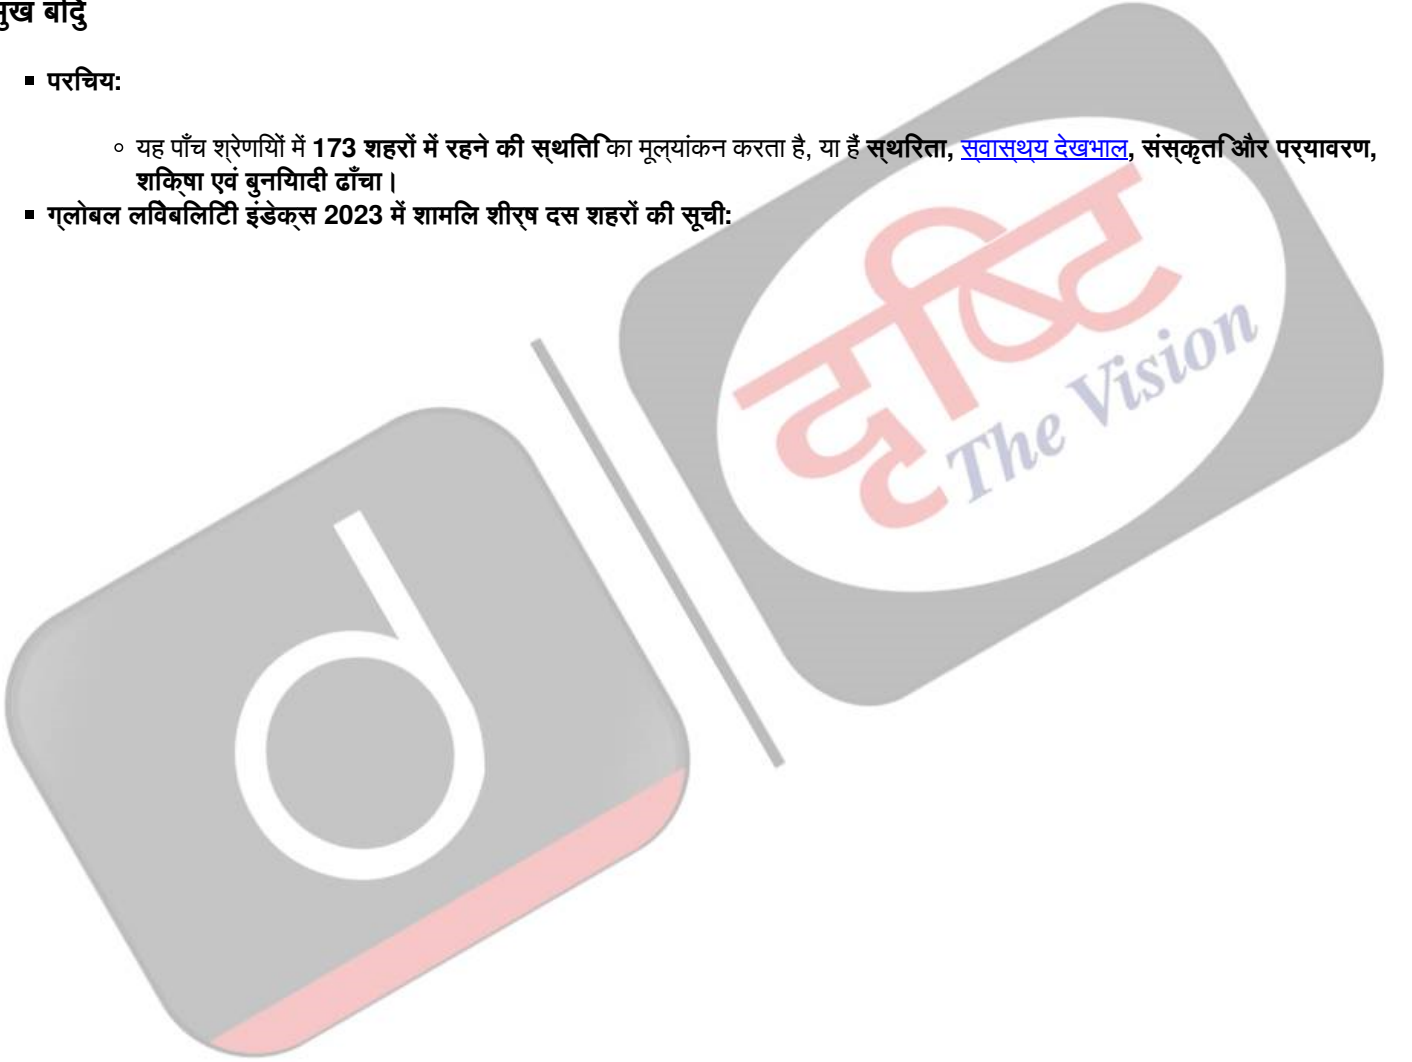 मुख बिंदु
परिचय:
यह पाँच श्रेणियों में 173 शहरों में रहने की स्थिति का मूल्यांकन करता है, या हैं स्थिरता, स्वास्थ्य देखभाल, संस्कृति और पर्यावरण,
शिक्षा एवं बुनियादी ढाँचा।
ग्लोबल लिवेबिलिटी इंडेक्स 2023 में शामिल शीर्ष दस शहरों की सूची:
दृष्टि
The Vision
d